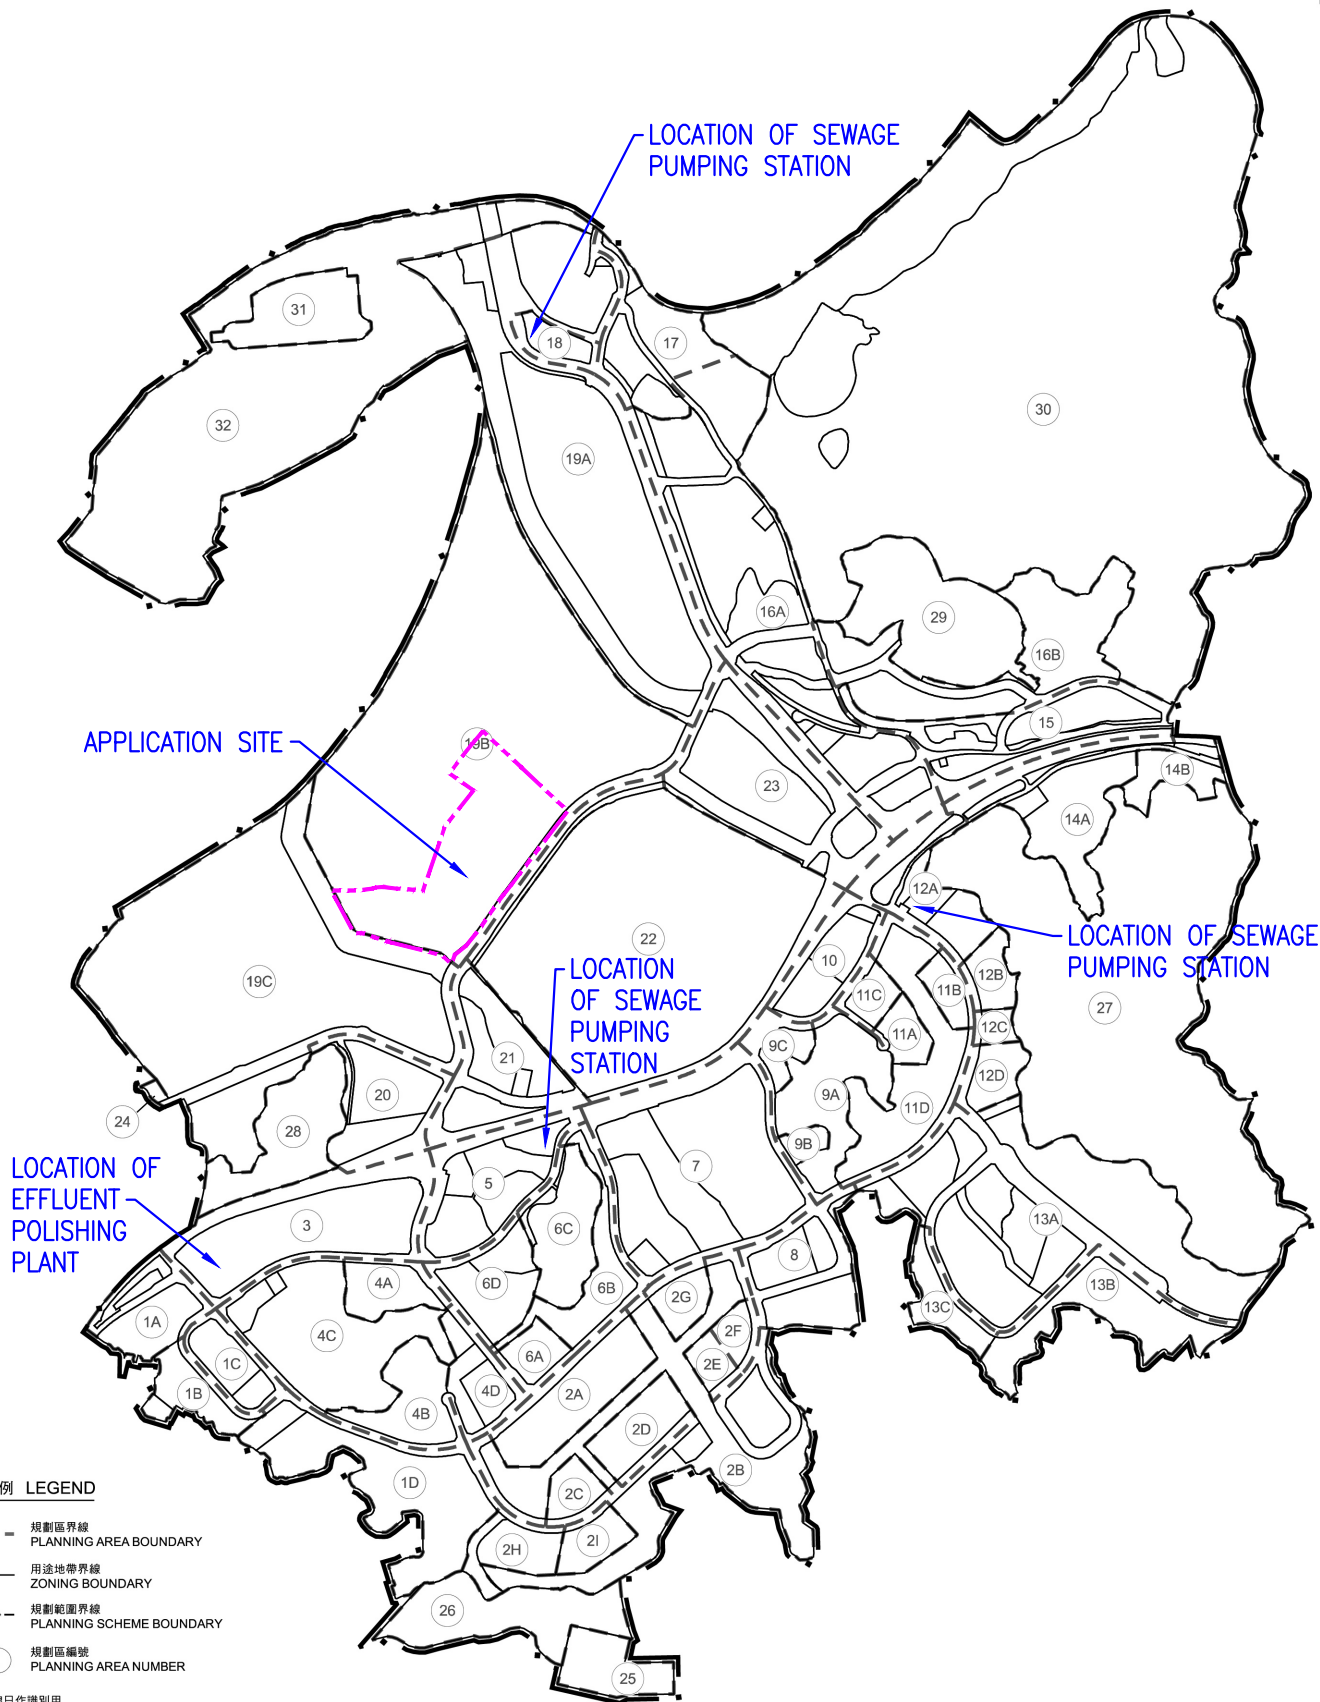 LOCATION OF SEWAGE
PUMPING STATION
31
18
17
32
30
19A
16A
29
16B
15
APPLICATION SITE
19B
14B
23
14A
12A
22
LOCATION OF SEWAGE
PUMPING STATION
10
19C
LOCATION
OF SEWAGE
PUMPING
STATION
11C
11B
12B
27
11A
12C
9C
21
12D
20
9A
11D
24
28
9B
7
LOCATION OF
EFFLUENT
POLISHING
PLANT
5
3
6C
13A
8
4A
6D
6B
2G
13B
13C
1A
4C
2F
6A
2E
1C
4D
2A
1B
4B
2D
2B
1D
2C
2H
2I
26
25
例 LEGEND
規劃區界線
PLANNING AREA BOUNDARY
用途地帶界線
ZONING BOUNDARY
規劃範圍界線
PLANNING SCHEME BOUNDARY
規劃區編號
PLANNING AREA NUMBER